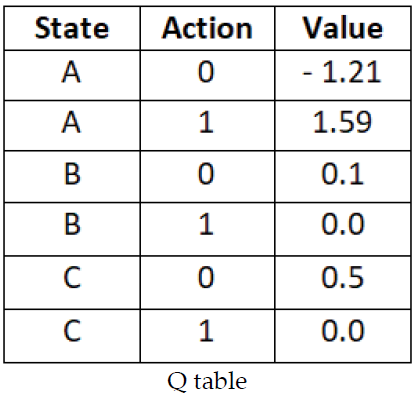 State Action Value
A 0 - 1.21
A 1 1.59
B 0 0.1
B 1 0.0
C 0 0.5
C 1 0.0
Q table